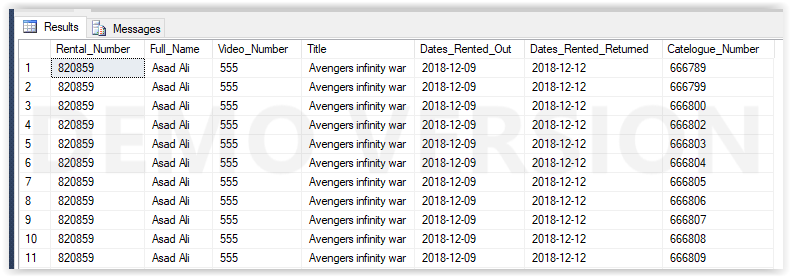 Results Messages
Rental_Number Full_Name Video_Number Title Dates_Rented_Out Dates_Rented_Returned Catelogue_Number
1 820859 Asad Ali 555 Avengers infinity war 2018-12-09 2018-12-12 666789
2 820859 Asad Ali 555 Avengers infinity war 2018-12-09 2018-12-12 666799
3 820859 Asad Ali 555 Avengers infinity war 2018-12-09 2018-12-12 666800
4 820859 Asad Ali 555 Avengers infinity war 2018-12-09 2018-12-12 666802
5 820859 Asad Ali 555 Avengers infinity war 2018-12-09 2018-12-12 666803
6 820859 Asad Ali 555 Avengers infinity war 2018-12-09 2018-12-12 666804
7 820859 Asad Ali 555 Avengers infinity war 2018-12-09 2018-12-12 666805
8 820859 Asad Ali 555 Avengers infinity war 2018-12-09 2018-12-12 666806
9 820859 Asad Ali 555 Avengers infinity war 2018-12-09 2018-12-12 666807
10 820859 Asad Ali 555 Avengers infinity war 2018-12-09 2018-12-12 666808
11 820859 Asad Ali 555 Avengers infinity war 2018-12-09 2018-12-12 666809
DEMO VERSION